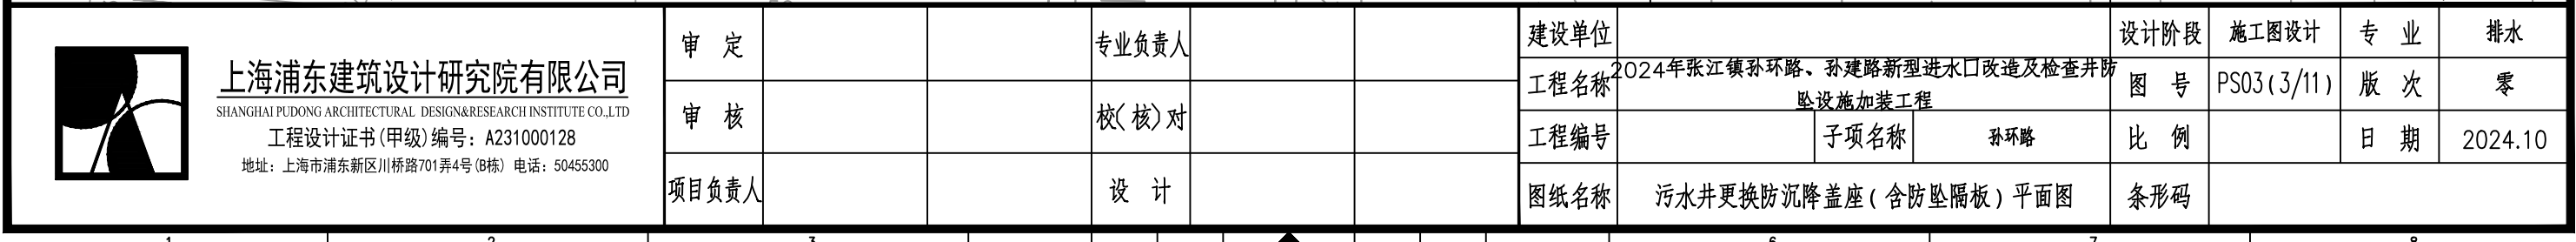 上海浦东建筑设计研究院有限公司
SHANGHAI PUDONG ARCHITECTURAL DESIGN&RESEARCH INSTITUTE CO.,LTD
工程设计证书(甲级)编号: A231000128
地址: 上海市浦东新区川桥路701弄4号(B栋) 电话: 50455300
审 定
审 核
项目负责人
专业负责人
校(核)对
设 计
建设单位
工程名称
2024年张江镇孙环路、孙建路新型进水口改造及检查井防
坠设施加装工程
工程编号
子项名称
孙环路
图纸名称
污水井更换防沉降盖座(含防坠隔板)平面图
设计阶段
施工图设计
专 业
排水
图 号
PS03(3/11)
版 次
零
比 例
日 期
2024.10
条形码
1 2 3 6 7 8